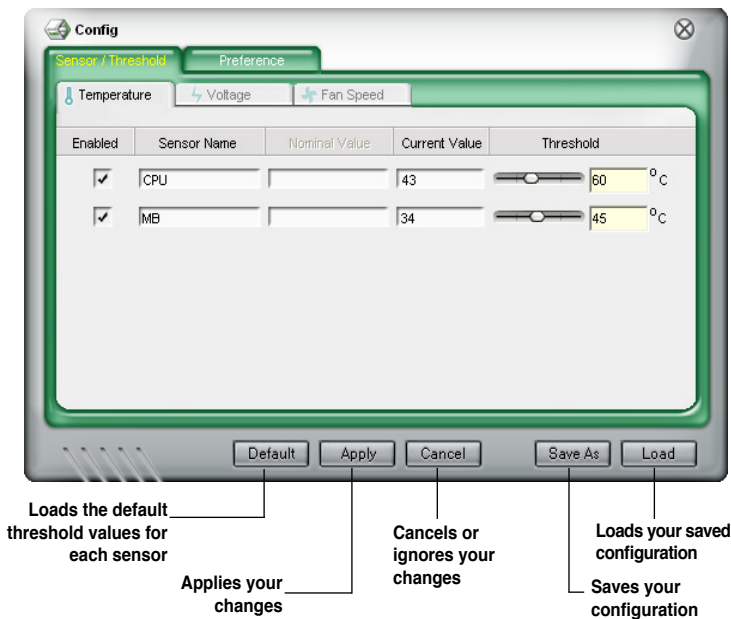 Config
Sensor / Threshold Preference
Temperature Voltage Fan Speed
Enabled Sensor Name Nominal Value Current Value Threshold
CPU 43 60 °C
MB 34 45 °C
Default Apply Cancel Save As Load
Loads the default
threshold values for
each sensor
Applies your
changes
Cancels or
ignores your
changes
Saves your
configuration
Loads your saved
configuration